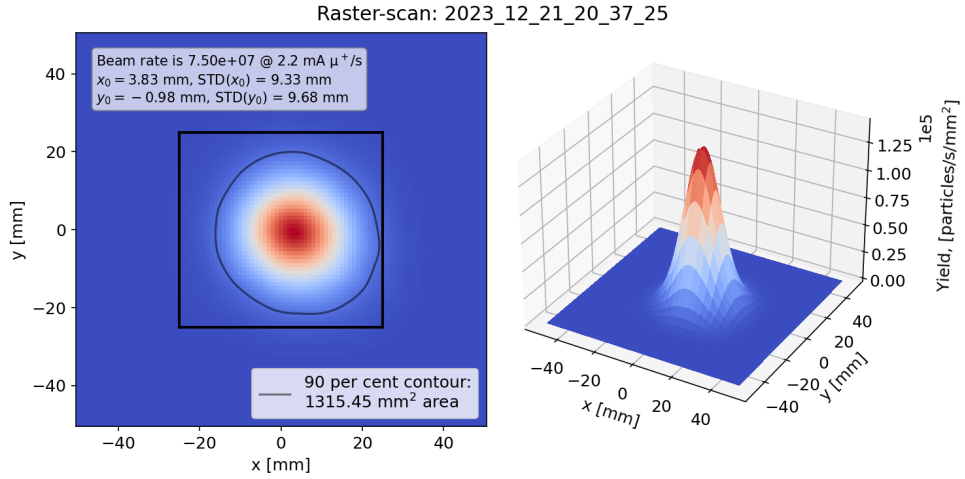 Raster-scan: 2023_12_21_20_37_25
Beam rate is 7.50e+07 @ 2.2 mA μ⁺/s
x₀ = 3.83 mm, STD(x₀) = 9.33 mm
y₀ = −0.98 mm, STD(y₀) = 9.68 mm
40
20
0
−20
−40
y [mm]
−40
−20
0
20
40
x [mm]
90 per cent contour:
1315.45 mm² area
1e5
1.25
1.00
0.75
0.50
0.25
0.00
Yield, [particles/s/mm²]
−40
−20
0
20
40
x [mm]
40
20
0
−20
−40
y [mm]